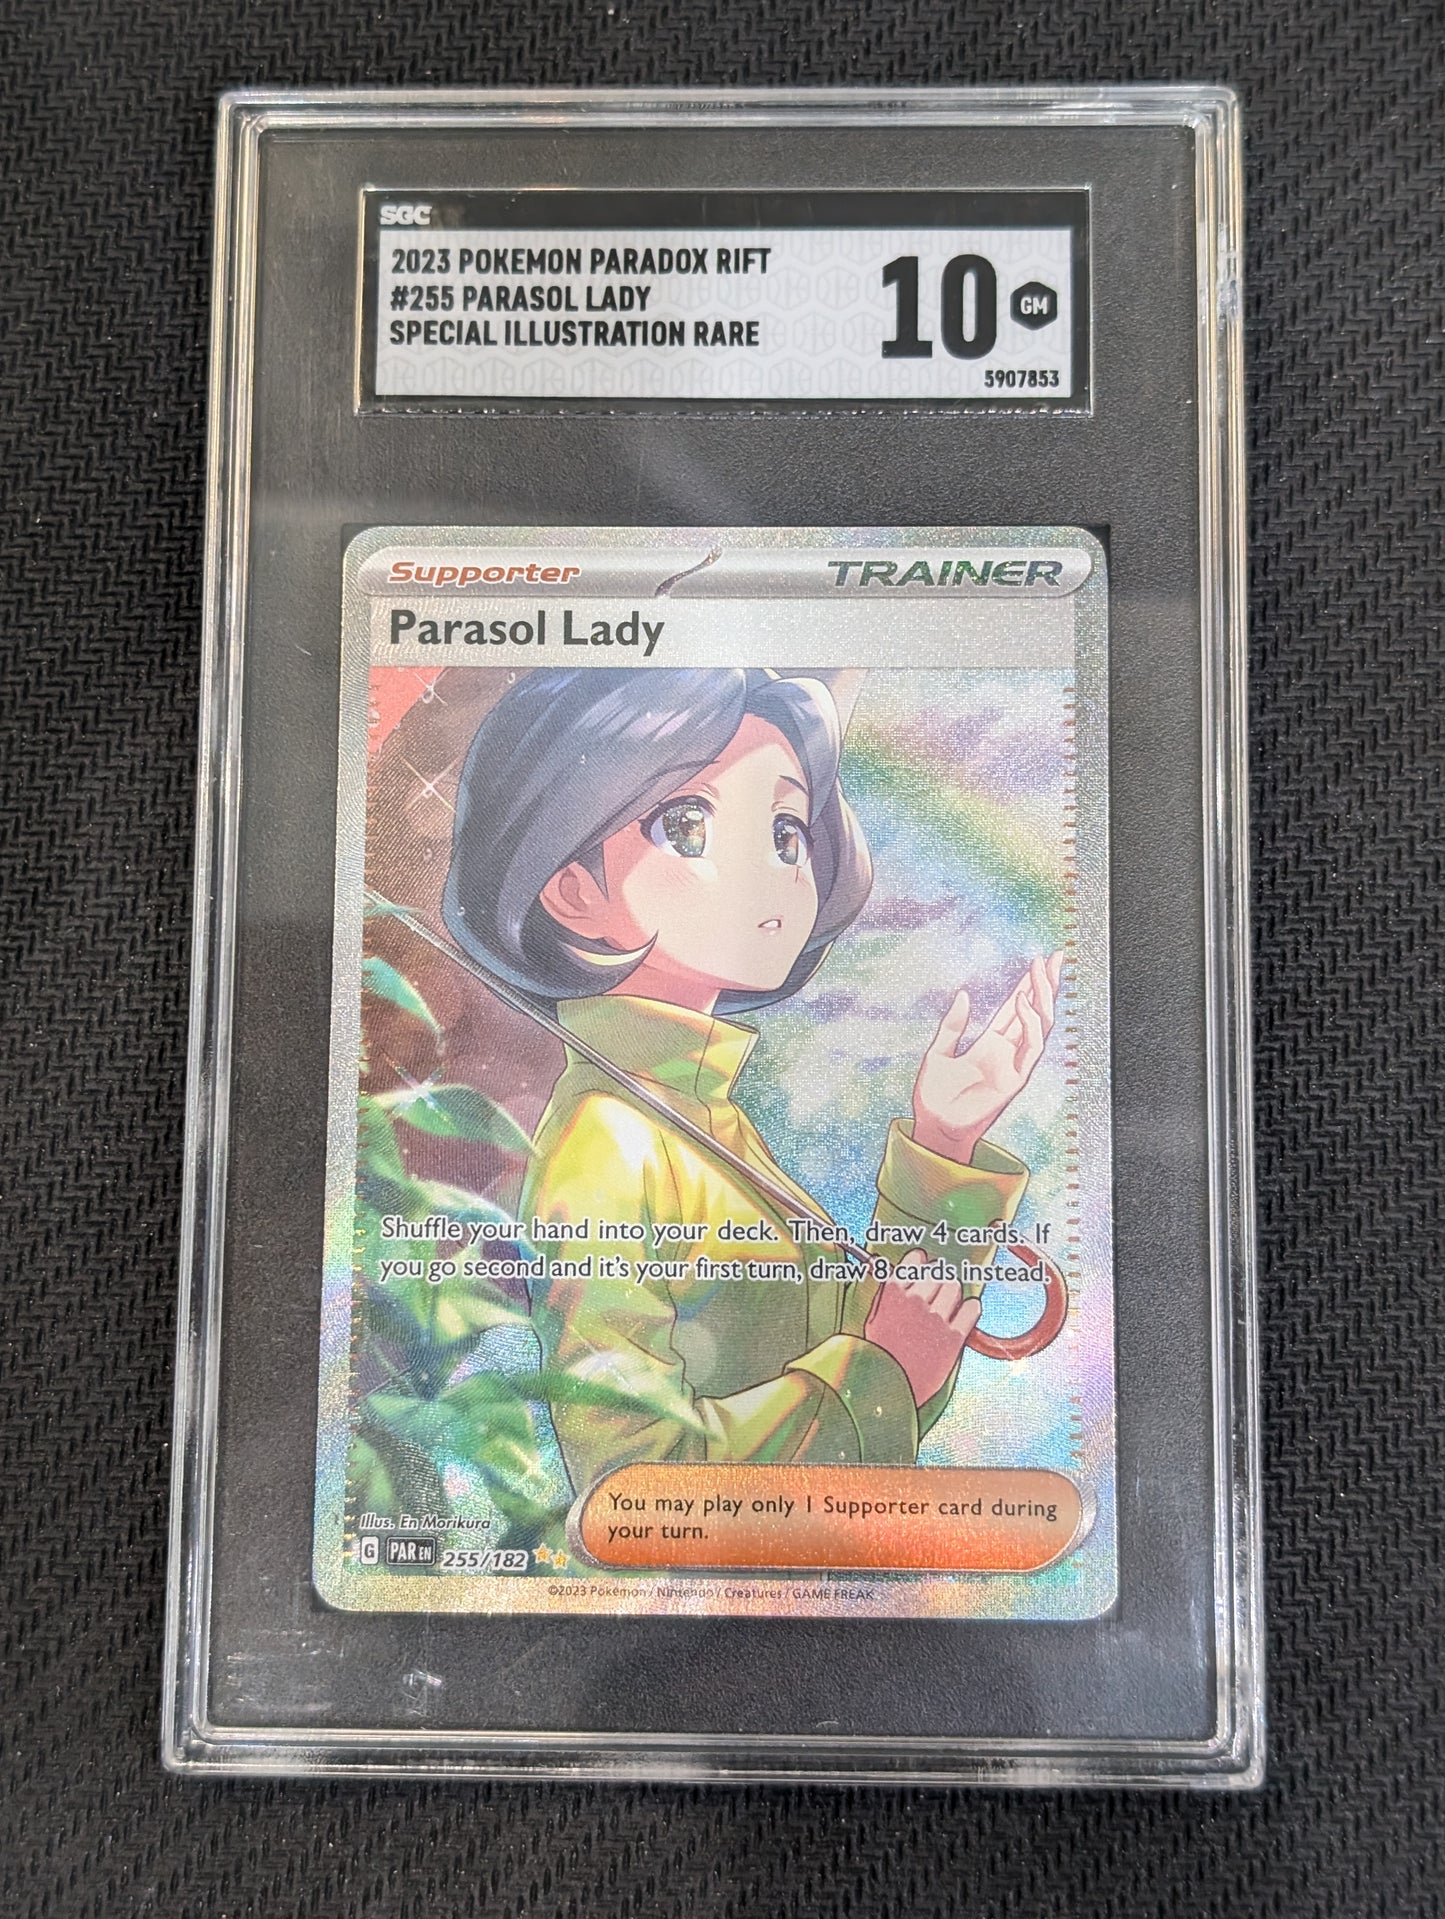 SGC
2023 POKEMON PARADOX RIFT
#255 PARASOL LADY
SPECIAL ILLUSTRATION RARE
10 GM
5907853
Supporter TRAINER
Parasol Lady
Shuffle your hand into your deck. Then, draw 4 cards. If
you go second and it's your first turn, draw 8 cards instead.
You may play only 1 Supporter card during
your turn.
Illus. En Morikura
G PAR EN 255/182
©2023 Pokémon / Nintendo / Creatures / GAME FREAK